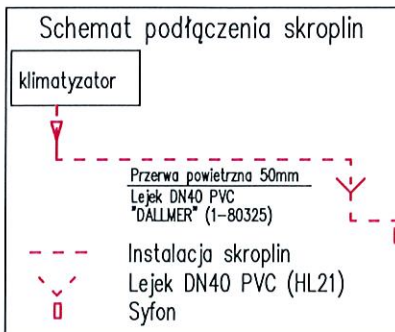 Schemat podłączenia skroplin
klimatyzator
Przerwa powietrzna 50mm
Lejek DN40 PVC
"DALLMER" (1-80325)
Instalacja skroplin
Lejek DN40 PVC (HL21)
Syfon